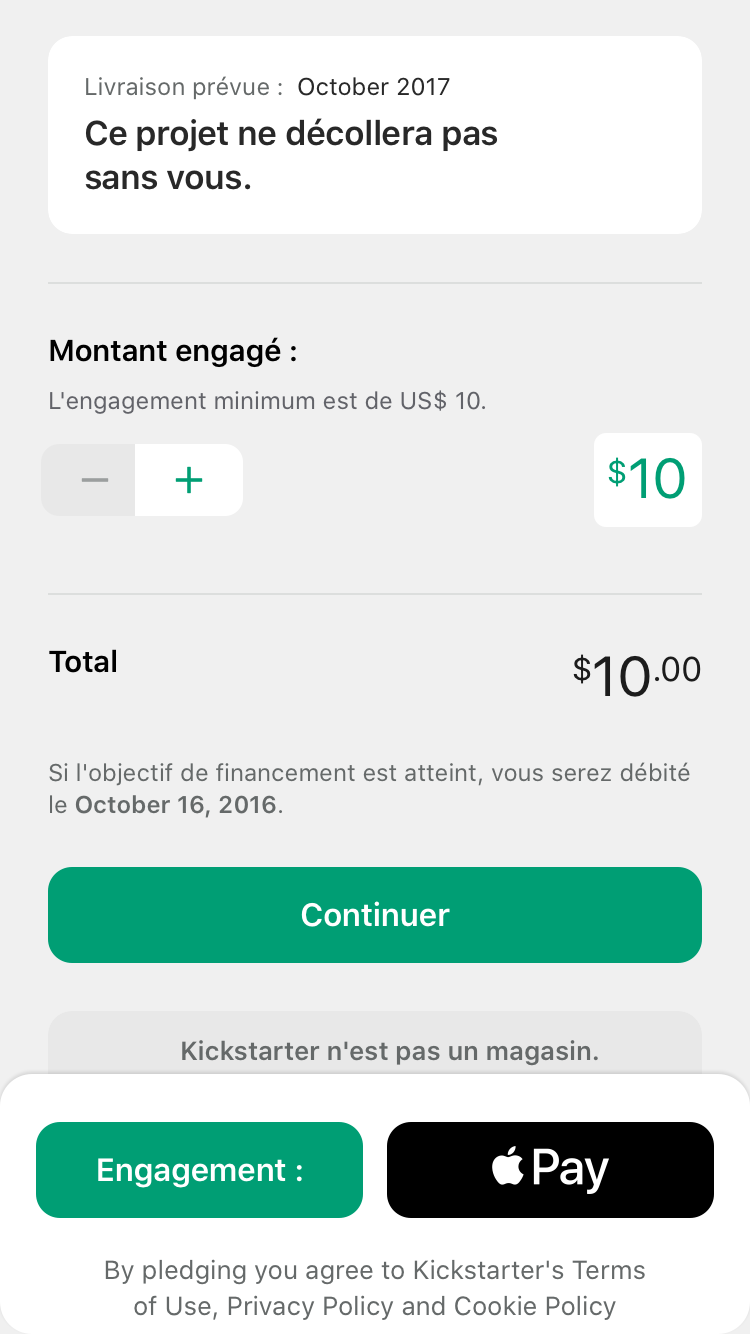 Livraison prévue : October 2017
Ce projet ne décollera pas
sans vous.
Montant engagé :
L'engagement minimum est de US$ 10.
− +
$10
Total
$10.00
Si l'objectif de financement est atteint, vous serez débité
le October 16, 2016.
Continuer
Kickstarter n'est pas un magasin.
Engagement :
Pay
By pledging you agree to Kickstarter's Terms
of Use, Privacy Policy and Cookie Policy